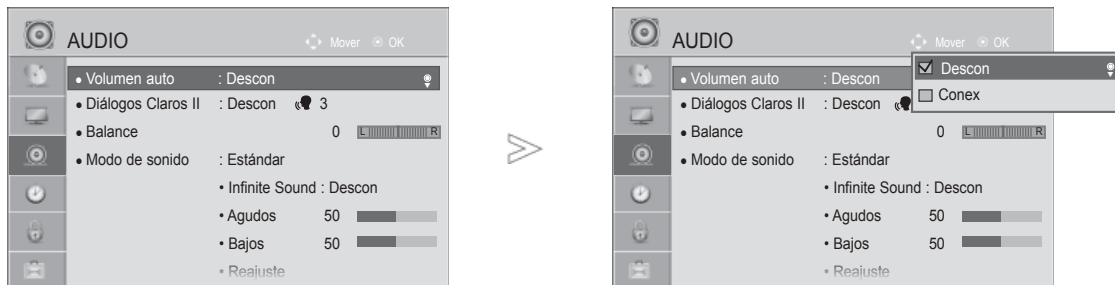 AUDIO
Mover OK
• Volumen auto : Descon
• Diálogos Claros II : Descon 3
• Balance 0 L R
• Modo de sonido : Estándar
• Infinite Sound : Descon
• Agudos 50
• Bajos 50
• Reajuste
AUDIO
Mover OK
• Volumen auto : Descon
• Diálogos Claros II : Descon
• Balance 0 L R
• Modo de sonido : Estándar
• Infinite Sound : Descon
• Agudos 50
• Bajos 50
• Reajuste
Descon
Conex